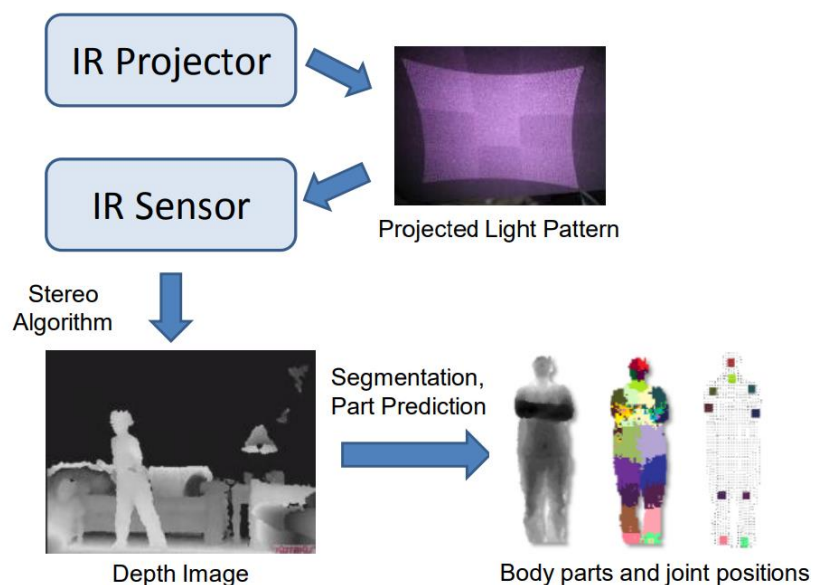 IR Projector
IR Sensor
Projected Light Pattern
Stereo
Algorithm
Segmentation,
Part Prediction
Depth Image
Body parts and joint positions